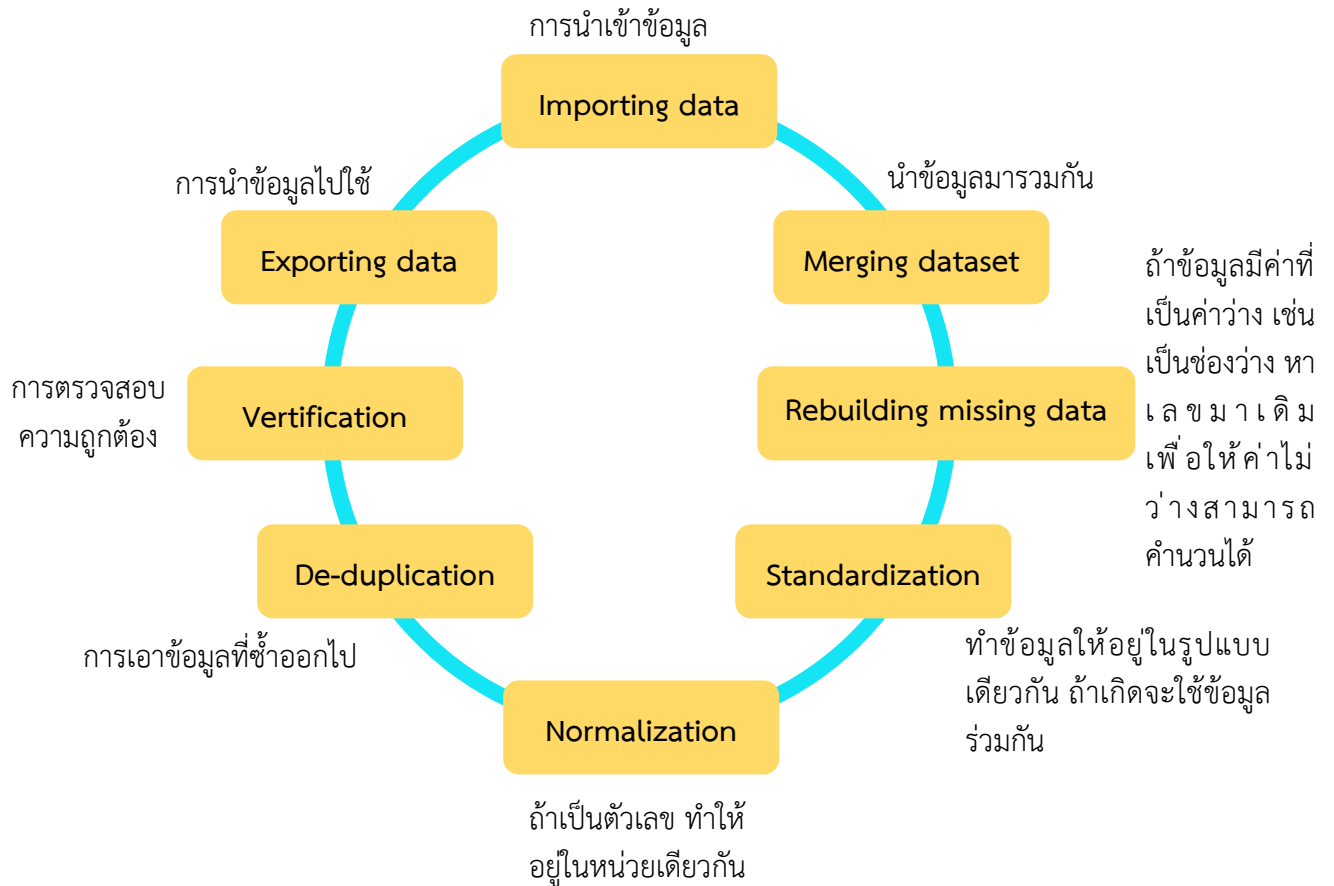 การนำเข้าข้อมูล
Importing data
นำข้อมูลมารวมกัน
Merging dataset
ถ้าข้อมูลมีค่าที่
เป็นค่าว่าง เช่น
เป็นช่องว่าง หา
เลขมาเดิม
เพื่อให้ค่าไม่
ว่างสามารถ
คำนวนได้
Rebuilding missing data
Standardization
ทำข้อมูลให้อยู่ในรูปแบบ
เดียวกัน ถ้าเกิดจะใช้ข้อมูล
ร่วมกัน
Normalization
ถ้าเป็นตัวเลข ทำให้
อยู่ในหน่วยเดียวกัน
De-duplication
การเอาข้อมูลที่ซ้ำออกไป
Vertification
การตรวจสอบ
ความถูกต้อง
Exporting data
การนำข้อมูลไปใช้